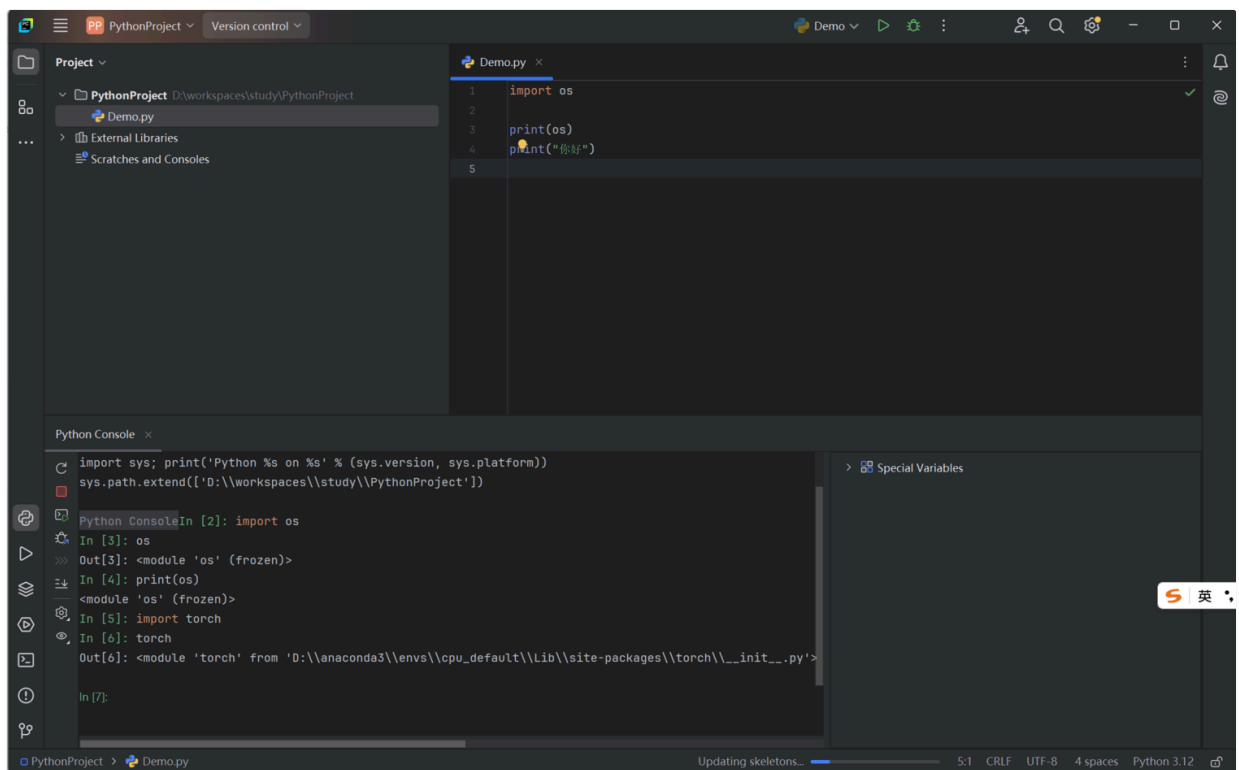 PP PythonProject Version control Demo
Project
PythonProject D:\workspaces\study\PythonProject
Demo.py
External Libraries
Scratches and Consoles
Demo.py
1 import os
2
3 print(os)
4 print("你好")
5
Python Console
import sys; print('Python %s on %s' % (sys.version, sys.platform))
sys.path.extend(['D:\\workspaces\\study\\PythonProject'])
Python ConsoleIn [2]: import os
In [3]: os
Out[3]: <module 'os' (frozen)>
In [4]: print(os)
<module 'os' (frozen)>
In [5]: import torch
In [6]: torch
Out[6]: <module 'torch' from 'D:\\anaconda3\\envs\\cpu_default\\Lib\\site-packages\\torch\\__init__.py'>
In [7]:
Special Variables
英
PythonProject > Demo.py Updating skeletons... 5:1 CRLF UTF-8 4 spaces Python 3.12